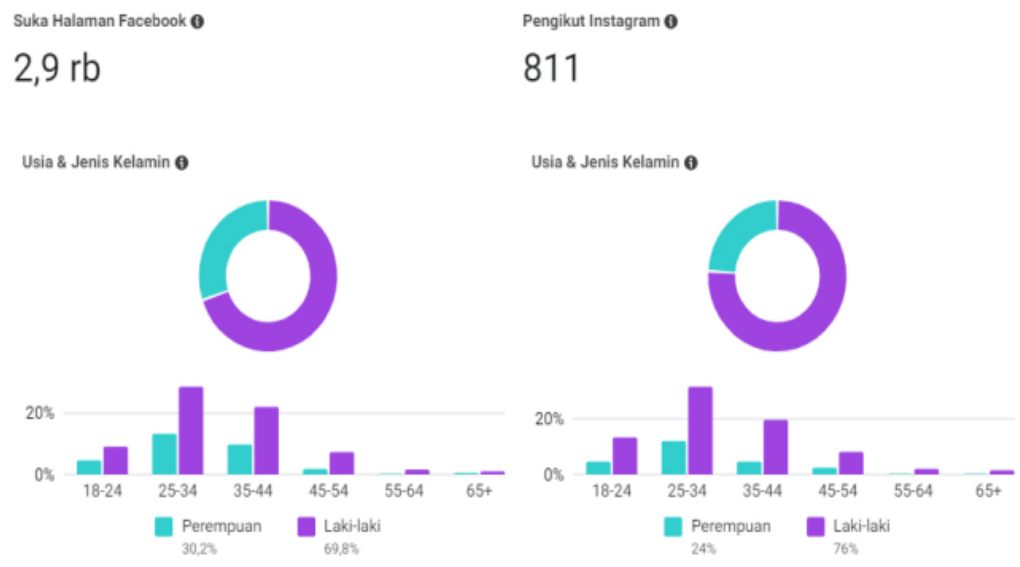 Suka Halaman Facebook
2,9 rb
Usia & Jenis Kelamin
20%
0%
18-24 25-34 35-44 45-54 55-64 65+
Perempuan Laki-laki
30,2% 69,8%
Pengikut Instagram
811
Usia & Jenis Kelamin
20%
0%
18-24 25-34 35-44 45-54 55-64 65+
Perempuan Laki-laki
24% 76%